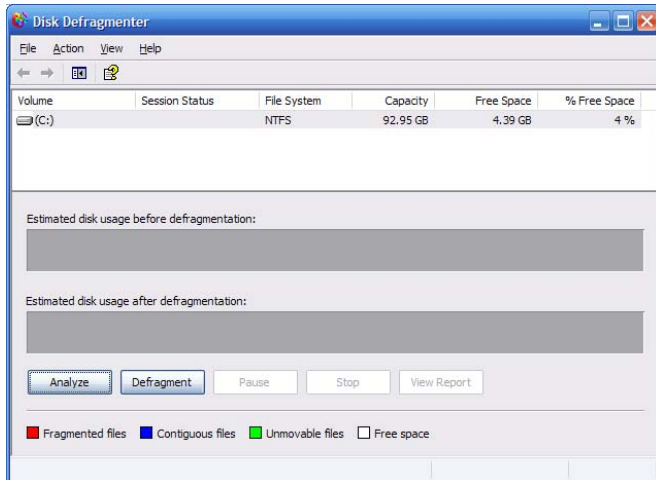 Disk Defragmenter
File Action View Help
Volume Session Status File System Capacity Free Space % Free Space
(C:) NTFS 92.95 GB 4.39 GB 4 %
Estimated disk usage before defragmentation:
Estimated disk usage after defragmentation:
Analyze Defragment Pause Stop View Report
Fragmented files Contiguous files Unmovable files Free space